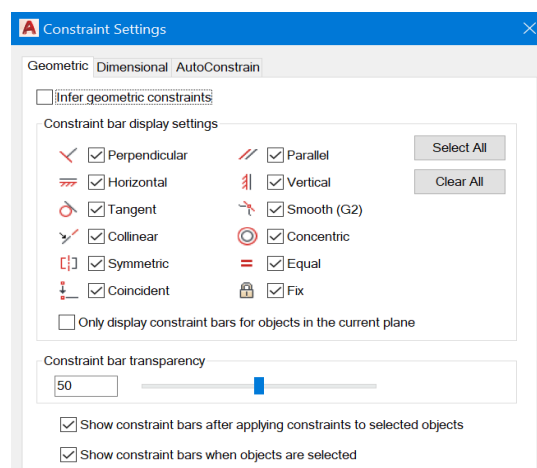 A Constraint Settings
Geometric Dimensional AutoConstrain
Infer geometric constraints
Constraint bar display settings
Perpendicular Parallel Select All
Horizontal Vertical Clear All
Tangent Smooth (G2)
Collinear Concentric
Symmetric Equal
Coincident Fix
Only display constraint bars for objects in the current plane
Constraint bar transparency
50
Show constraint bars after applying constraints to selected objects
Show constraint bars when objects are selected